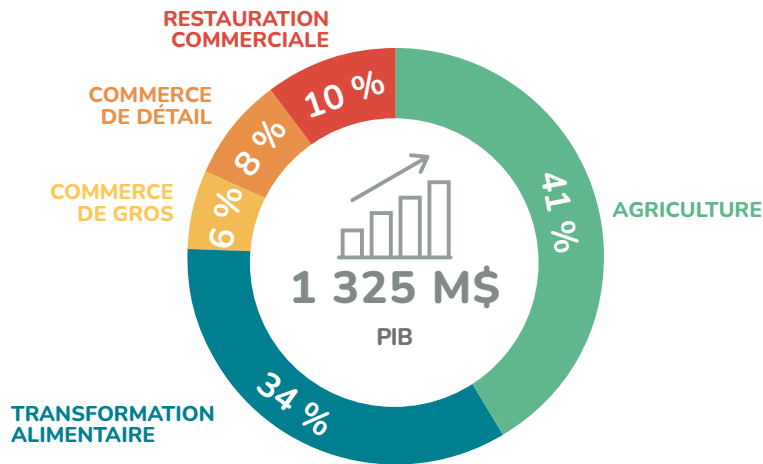 RESTAURATION
COMMERCIALE
10 %
COMMERCE
DE DÉTAIL
8 %
COMMERCE
DE GROS
6 %
41 %
AGRICULTURE
1 325 M$
PIB
34 %
TRANSFORMATION
ALIMENTAIRE